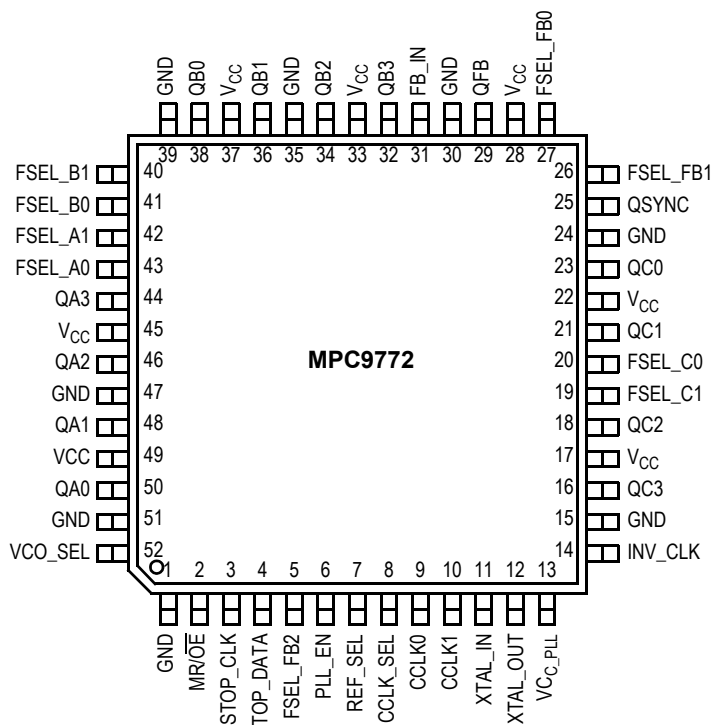 GND
QB0
VCC
QB1
GND
QB2
VCC
QB3
FB_IN
GND
QFB
VCC
FSEL_FB0
39 38 37 36 35 34 33 32 31 30 29 28 27
FSEL_B1 40
FSEL_B0 41
FSEL_A1 42
FSEL_A0 43
QA3 44
VCC 45
QA2 46
GND 47
QA1 48
VCC 49
QA0 50
GND 51
VCO_SEL 52
MPC9772
26 FSEL_FB1
25 QSYNC
24 GND
23 QC0
22 VCC
21 QC1
20 FSEL_C0
19 FSEL_C1
18 QC2
17 VCC
16 QC3
15 GND
14 INV_CLK
1 2 3 4 5 6 7 8 9 10 11 12 13
GND
MR/OE
STOP_CLK
TOP_DATA
FSEL_FB2
PLL_EN
REF_SEL
CCLK_SEL
CCLK0
CCLK1
XTAL_IN
XTAL_OUT
VCC_PLL